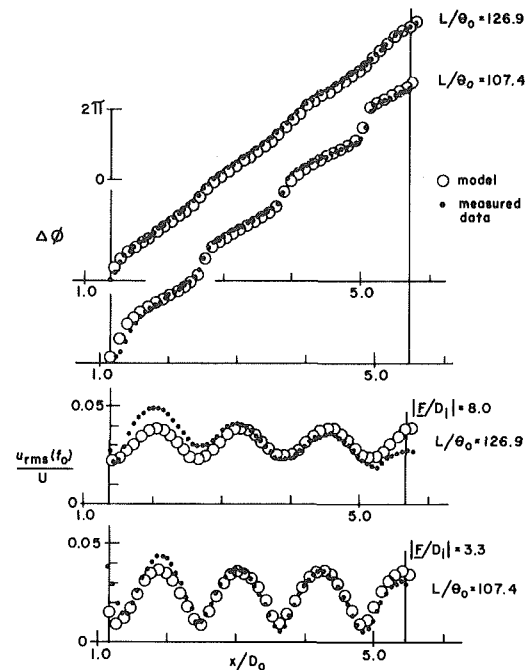 L/θ₀ = 126.9
L/θ₀ = 107.4
2π
0
model
measured data
Δφ
1.0 5.0
1.0 5.0
0.05
|F/D₁| = 8.0
L/θ₀ = 126.9
u_rms(f₀)
U
0
1.0 5.0
0.05
|F/D₁| = 3.3
L/θ₀ = 107.4
0
1.0 5.0
x/D₀